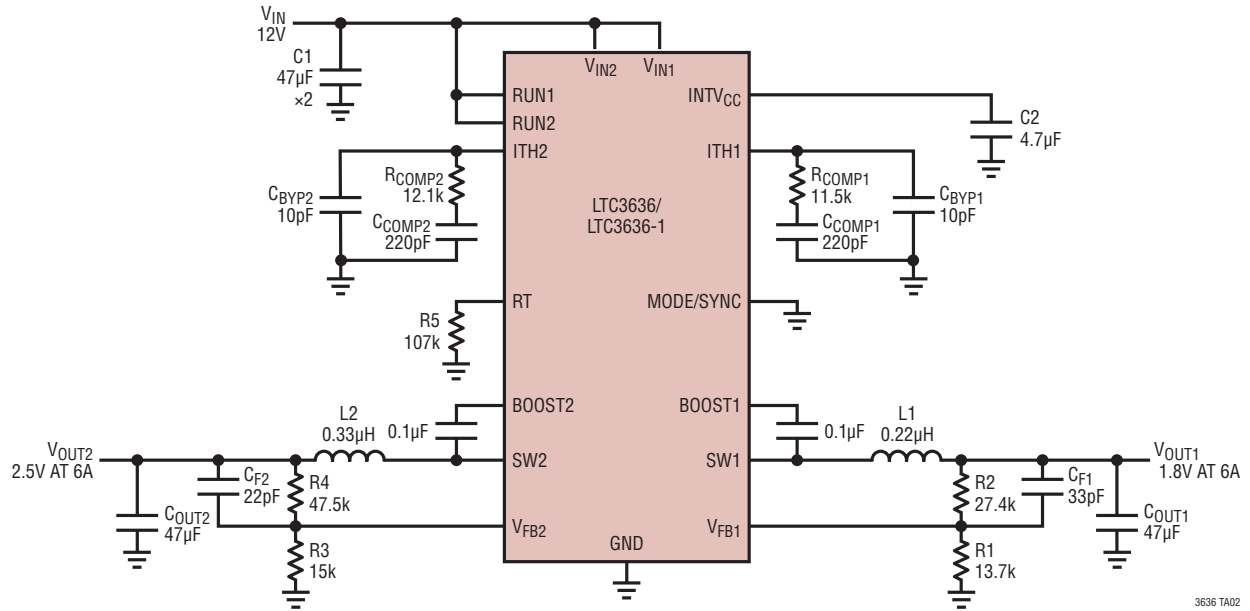 VIN
12V
C1
47µF
×2
VIN2
VIN1
RUN1
RUN2
INTVCC
C2
4.7µF
ITH2
ITH1
CBYP2
10pF
RCOMP2
12.1k
CCOMP2
220pF
LTC3636/
LTC3636-1
RCOMP1
11.5k
CCOMP1
220pF
CBYP1
10pF
RT
R5
107k
MODE/SYNC
BOOST2
BOOST1
L2
0.33µH
0.1µF
0.1µF
L1
0.22µH
VOUT2
2.5V AT 6A
SW2
SW1
VOUT1
1.8V AT 6A
CF2
22pF
R4
47.5k
R2
27.4k
CF1
33pF
COUT2
47µF
VFB2
VFB1
COUT1
47µF
R3
15k
GND
R1
13.7k
3636 TA02